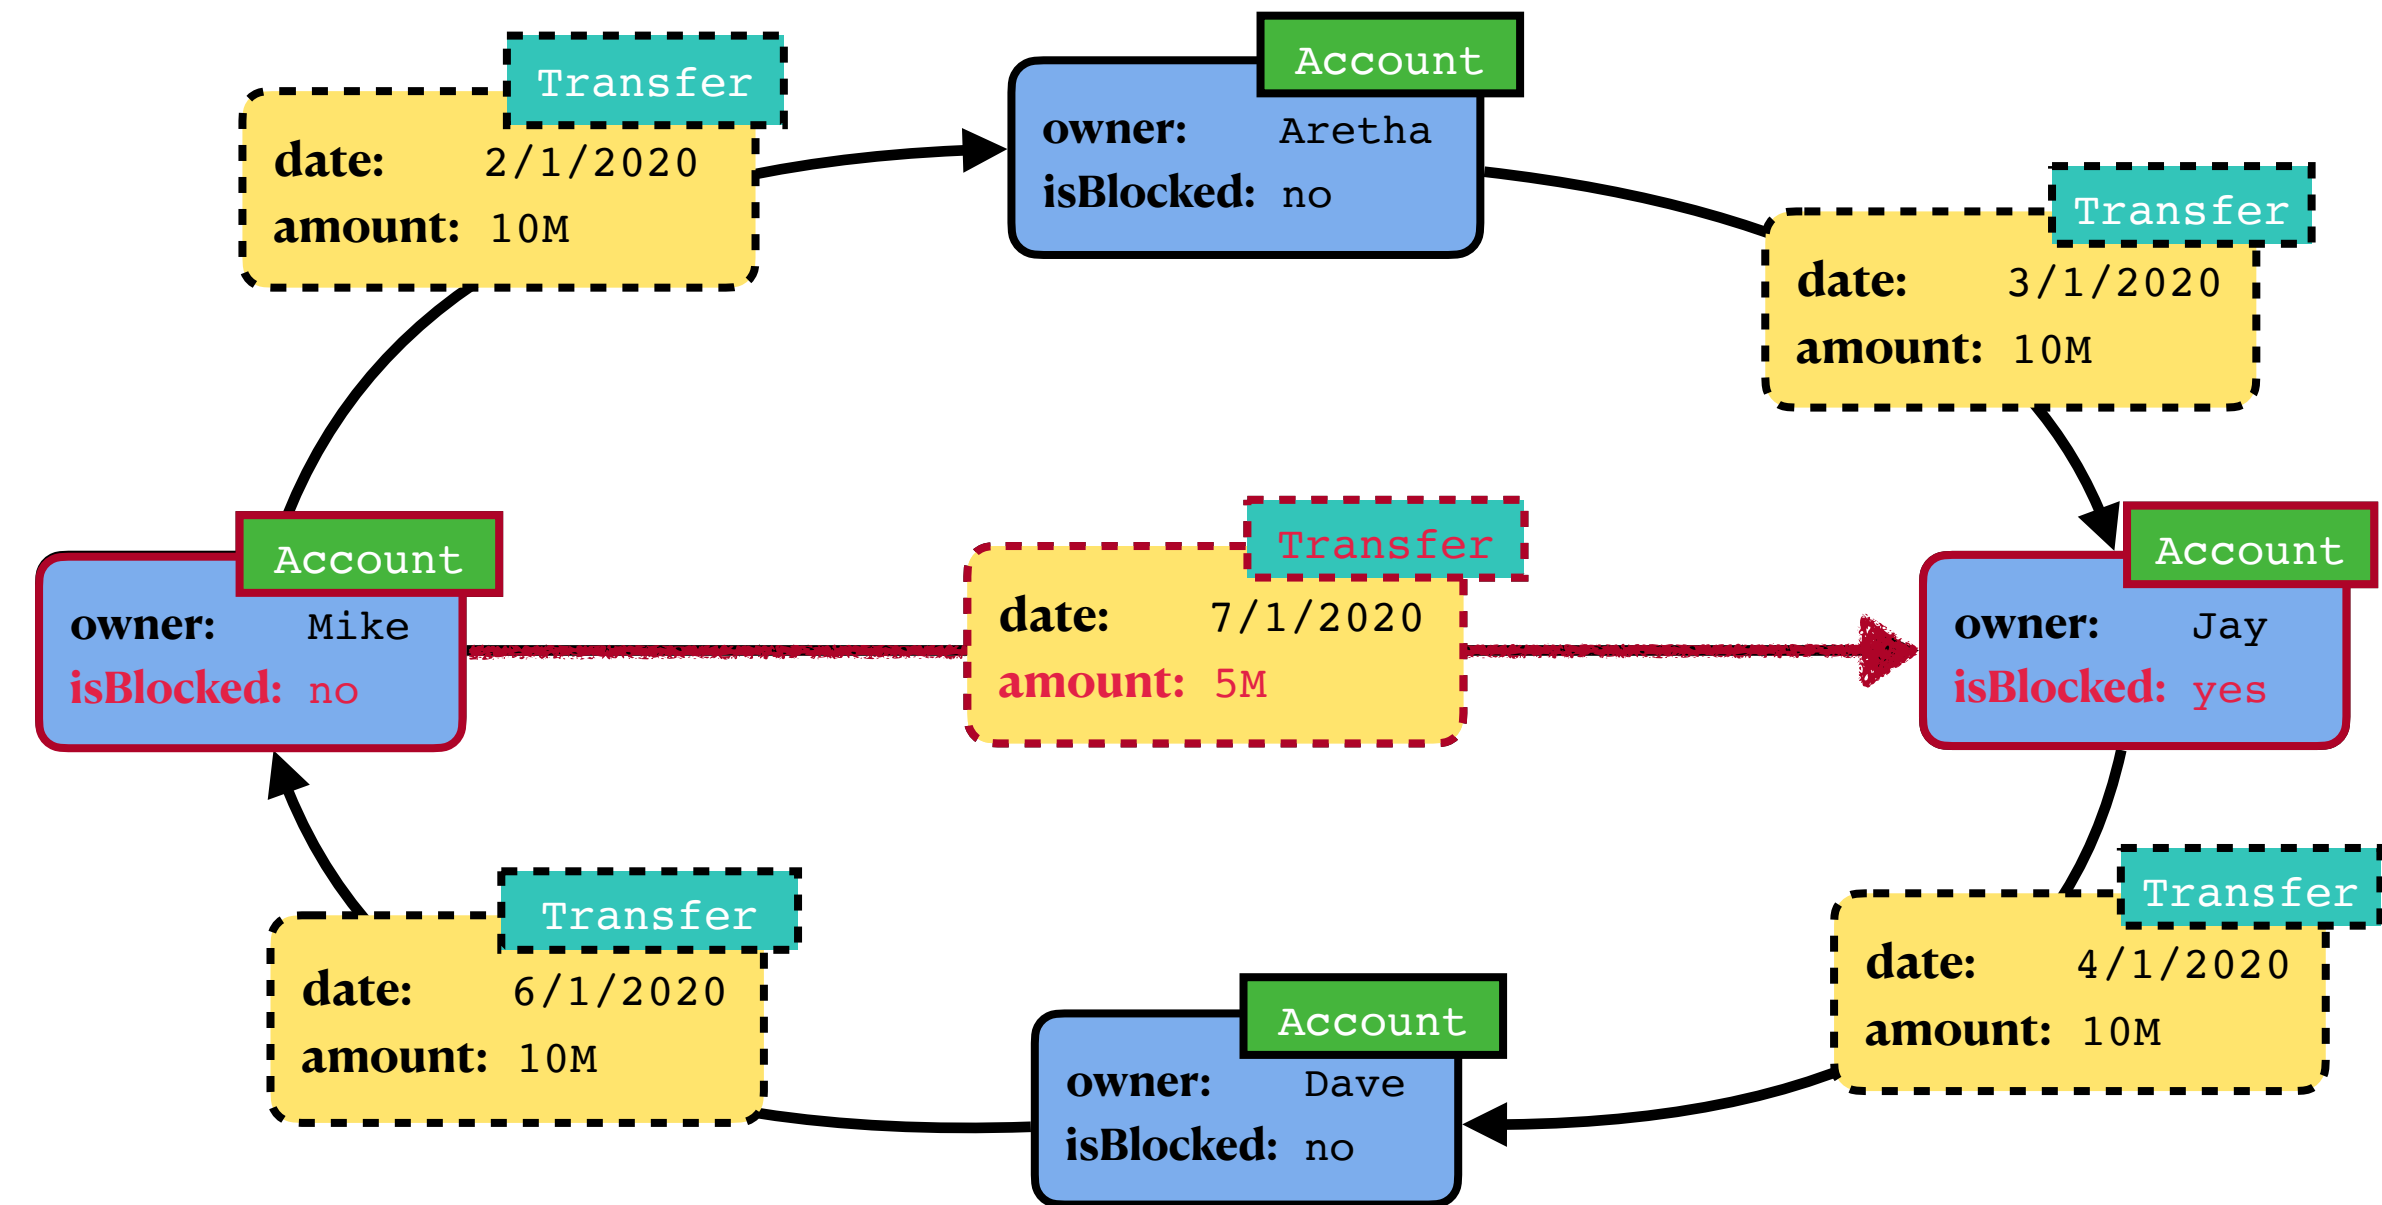 Transfer
date: 2/1/2020
amount: 10M
Account
owner: Aretha
isBlocked: no
Transfer
date: 3/1/2020
amount: 10M
Account
owner: Mike
isBlocked: no
Transfer
date: 7/1/2020
amount: 5M
Account
owner: Jay
isBlocked: yes
Transfer
date: 6/1/2020
amount: 10M
Account
owner: Dave
isBlocked: no
Transfer
date: 4/1/2020
amount: 10M